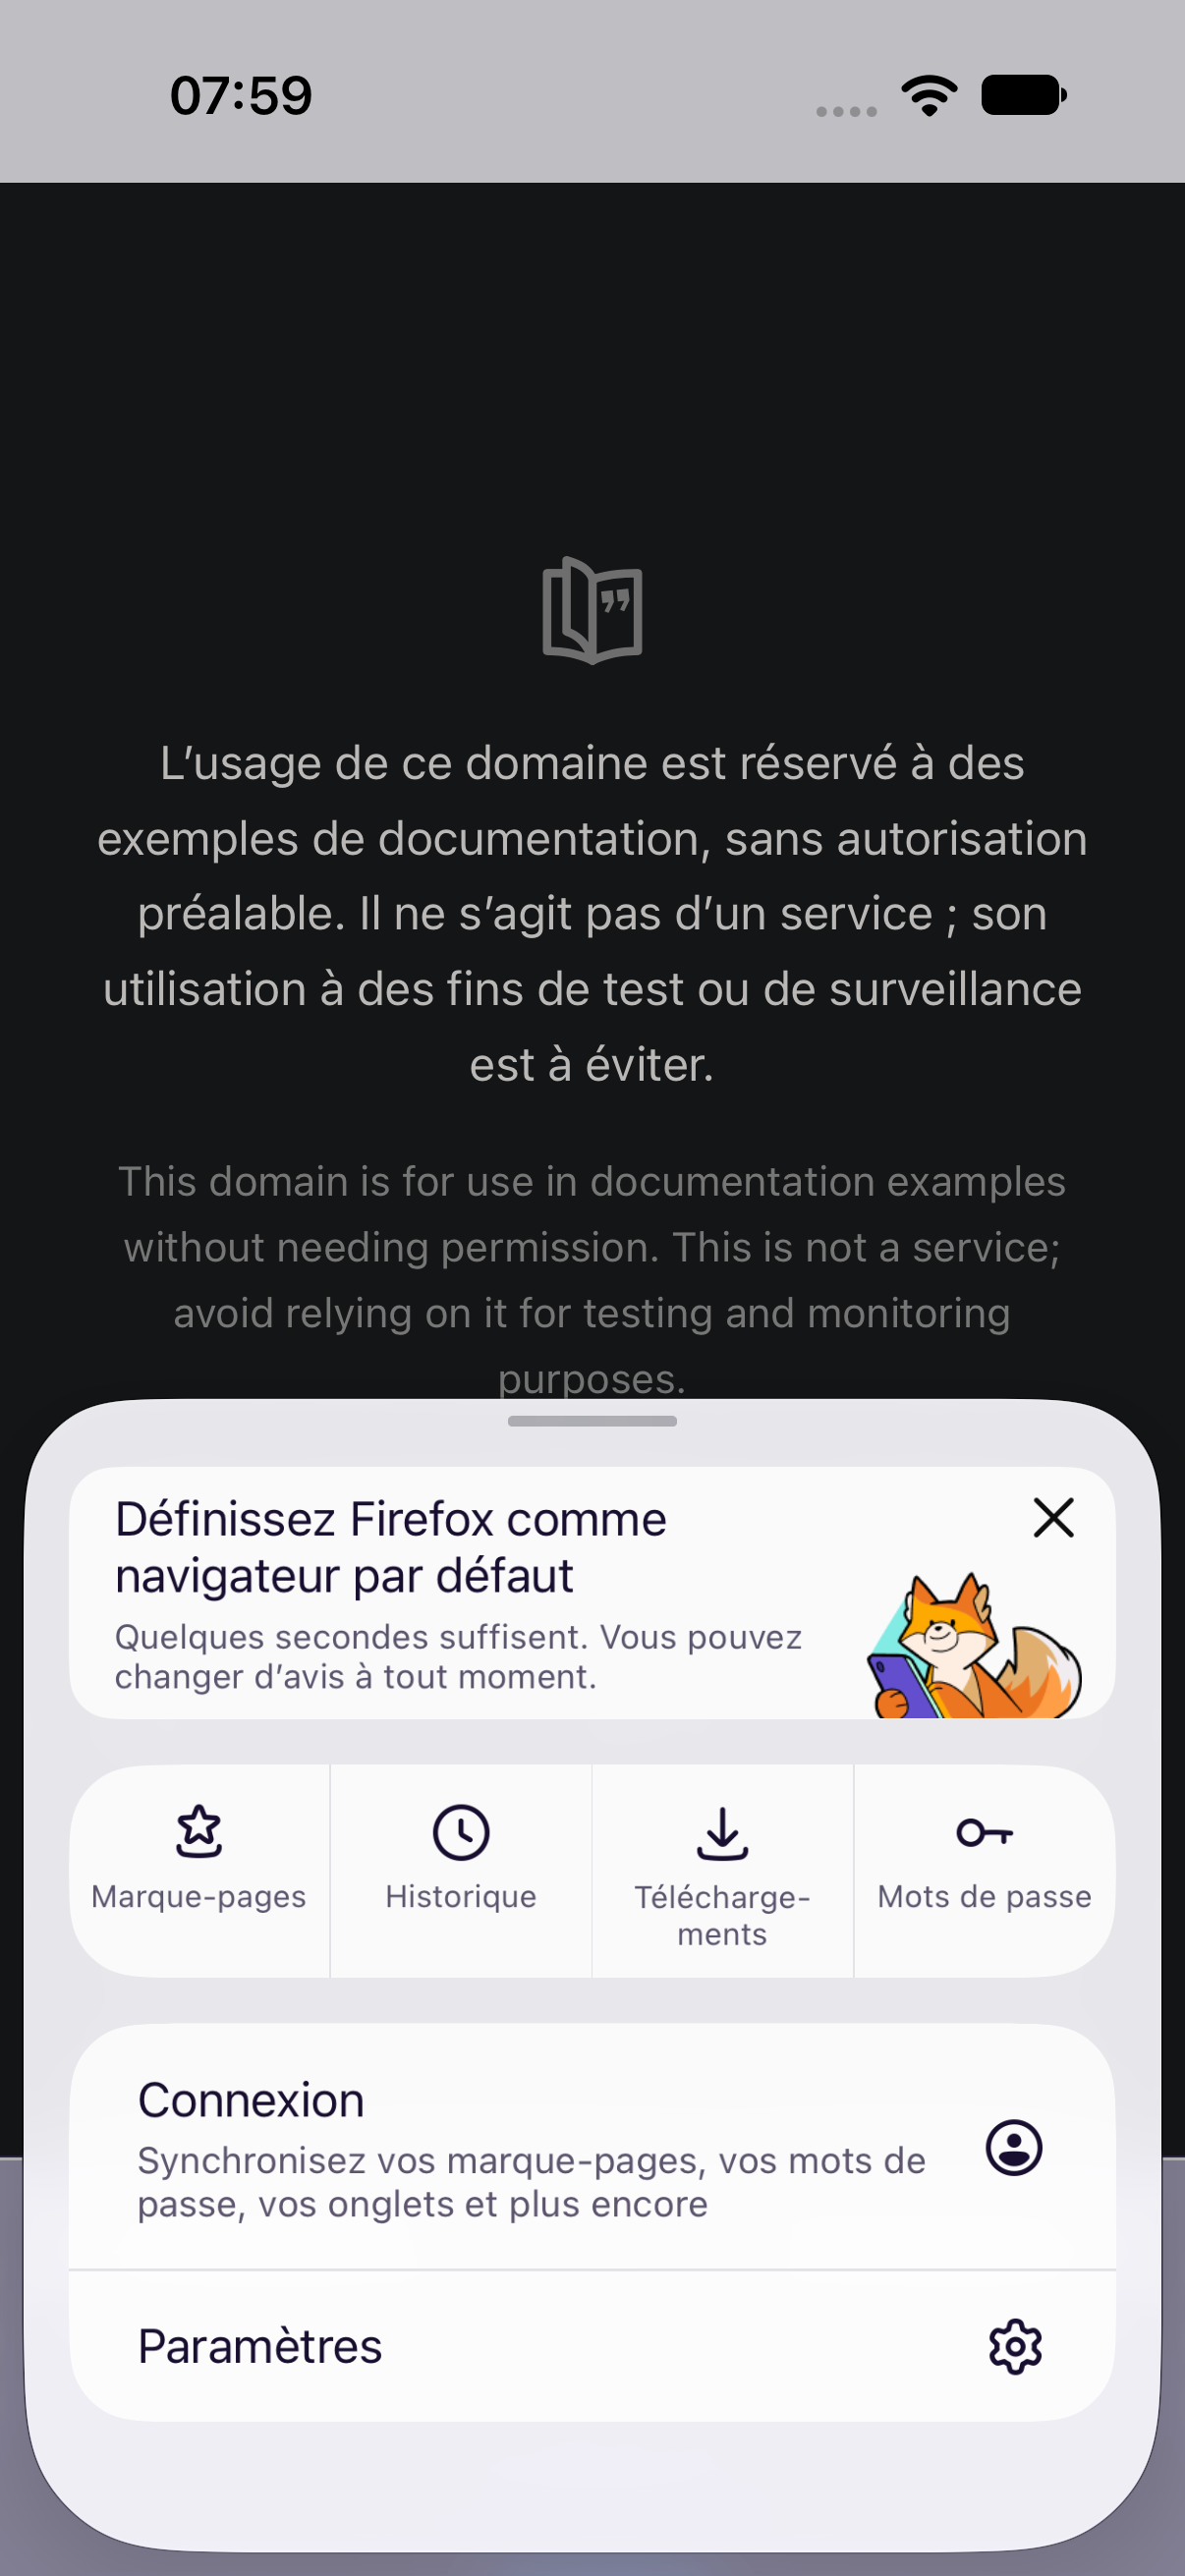 07:59
L’usage de ce domaine est réservé à des
exemples de documentation, sans autorisation
préalable. Il ne s’agit pas d’un service ; son
utilisation à des fins de test ou de surveillance
est à éviter.
This domain is for use in documentation examples
without needing permission. This is not a service;
avoid relying on it for testing and monitoring
purposes.
Définissez Firefox comme
navigateur par défaut
Quelques secondes suffisent. Vous pouvez
changer d’avis à tout moment.
Marque-pages
Historique
Télécharge-
ments
Mots de passe
Connexion
Synchronisez vos marque-pages, vos mots de
passe, vos onglets et plus encore
Paramètres